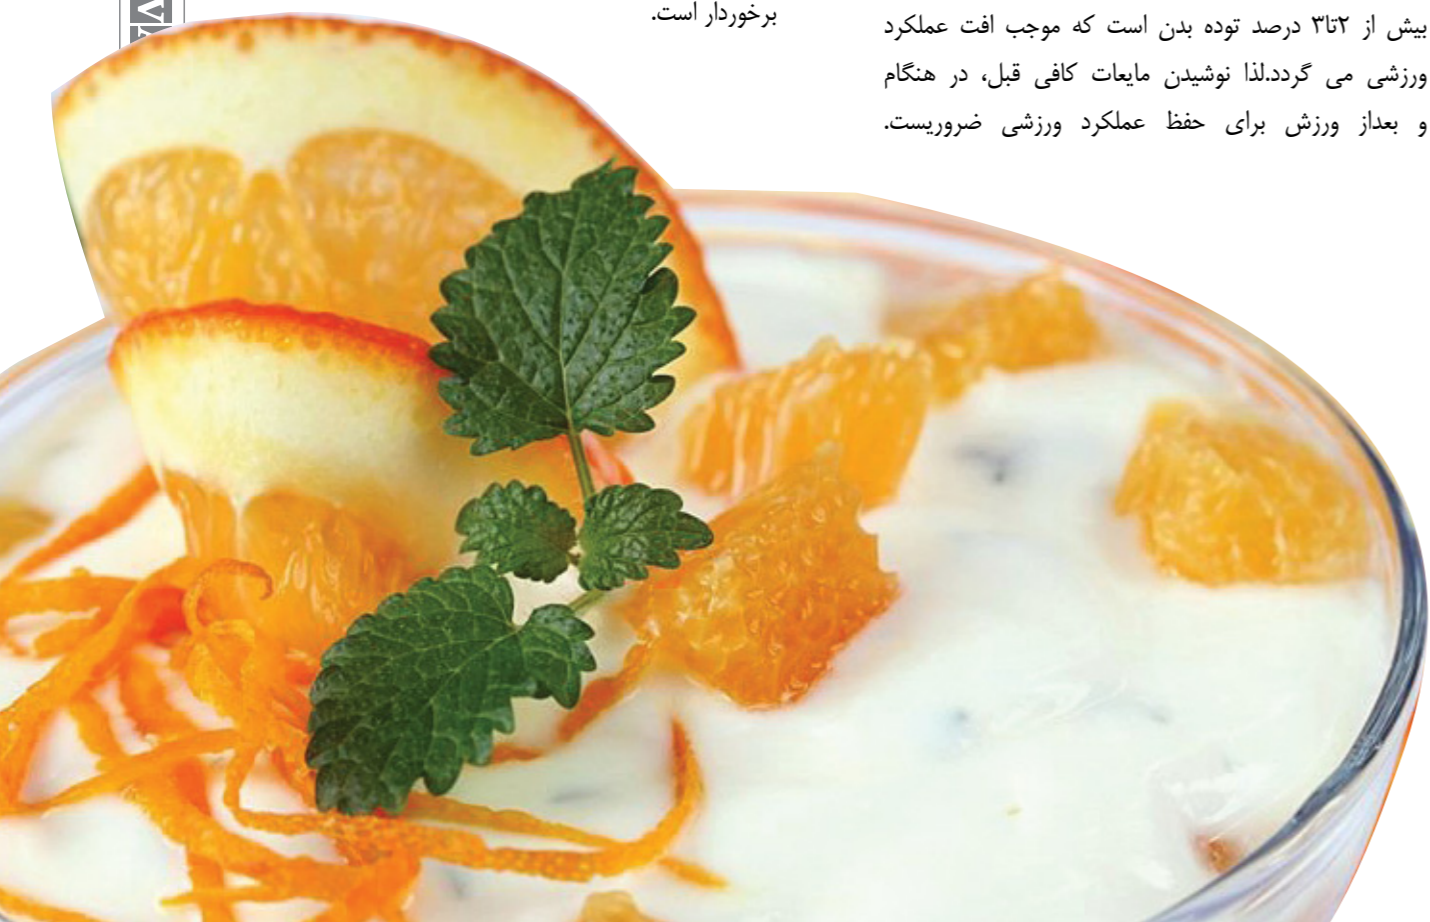 بیش از ۲تا۳ درصد توده بدن است که موجب افت عملکرد
ورزشی می گردد.لذا نوشیدن مایعات کافی قبل، در هنگام
و بعداز ورزش برای حفظ عملکرد ورزشی ضروریست.
برخوردار است.